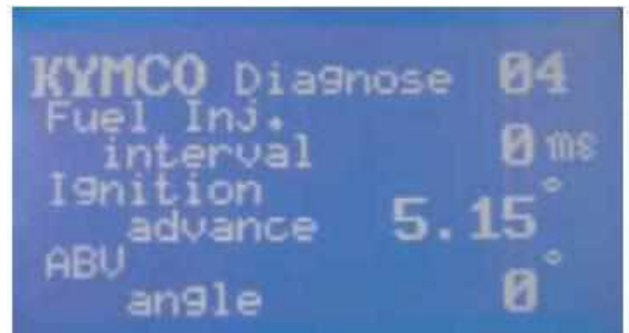 KYMCO Diagnose 04
Fuel Inj.
interval 0 ms
Ignition
advance 5.15°
ABV
angle 0°